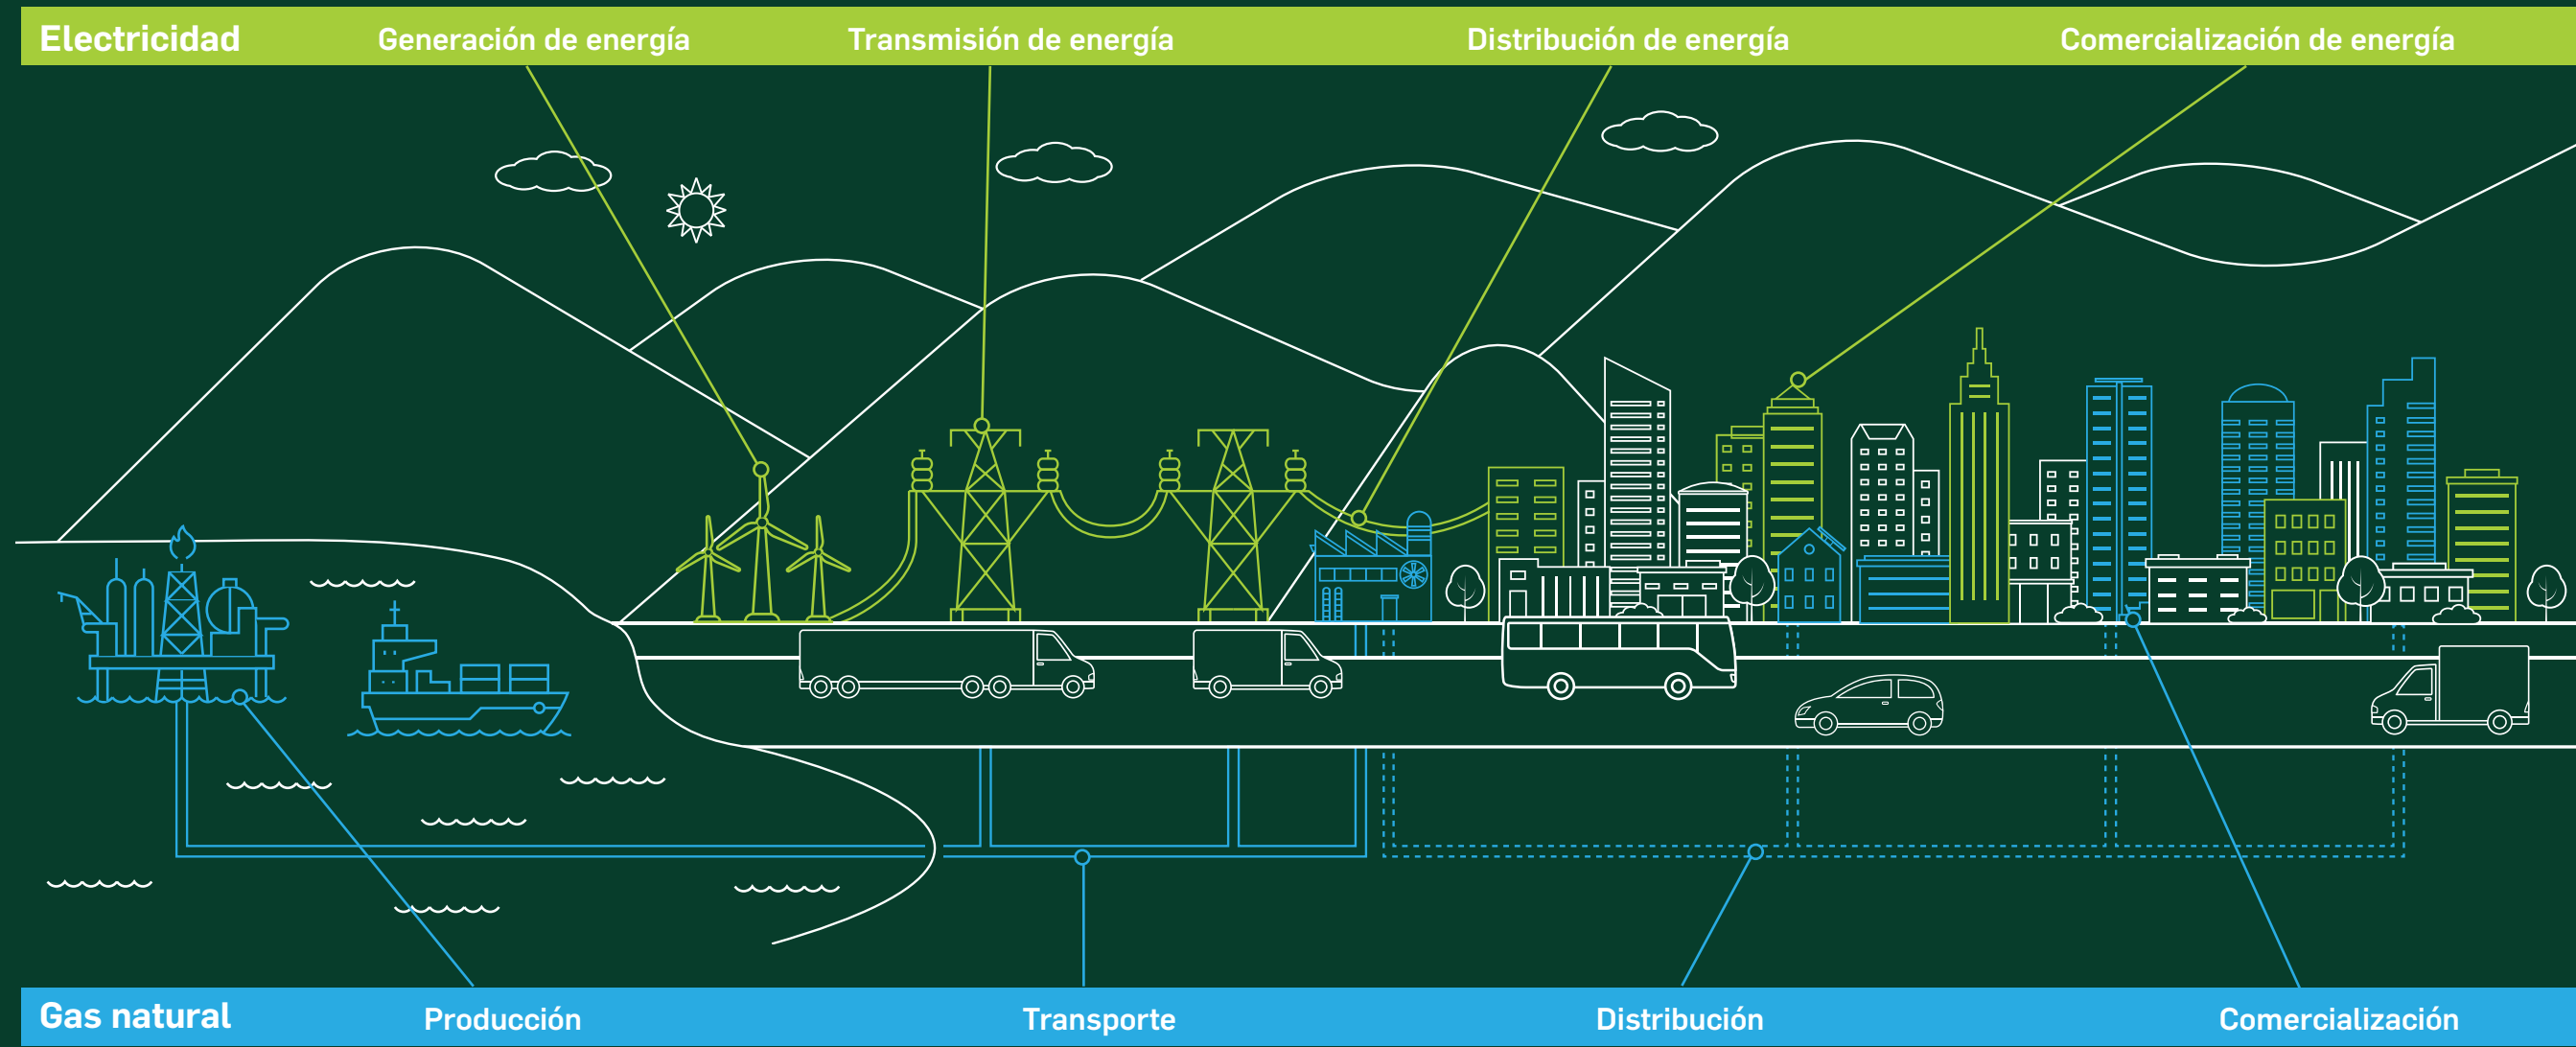 Electricidad Generación de energía Transmisión de energía Distribución de energía Comercialización de energía
Gas natural Producción Transporte Distribución Comercialización